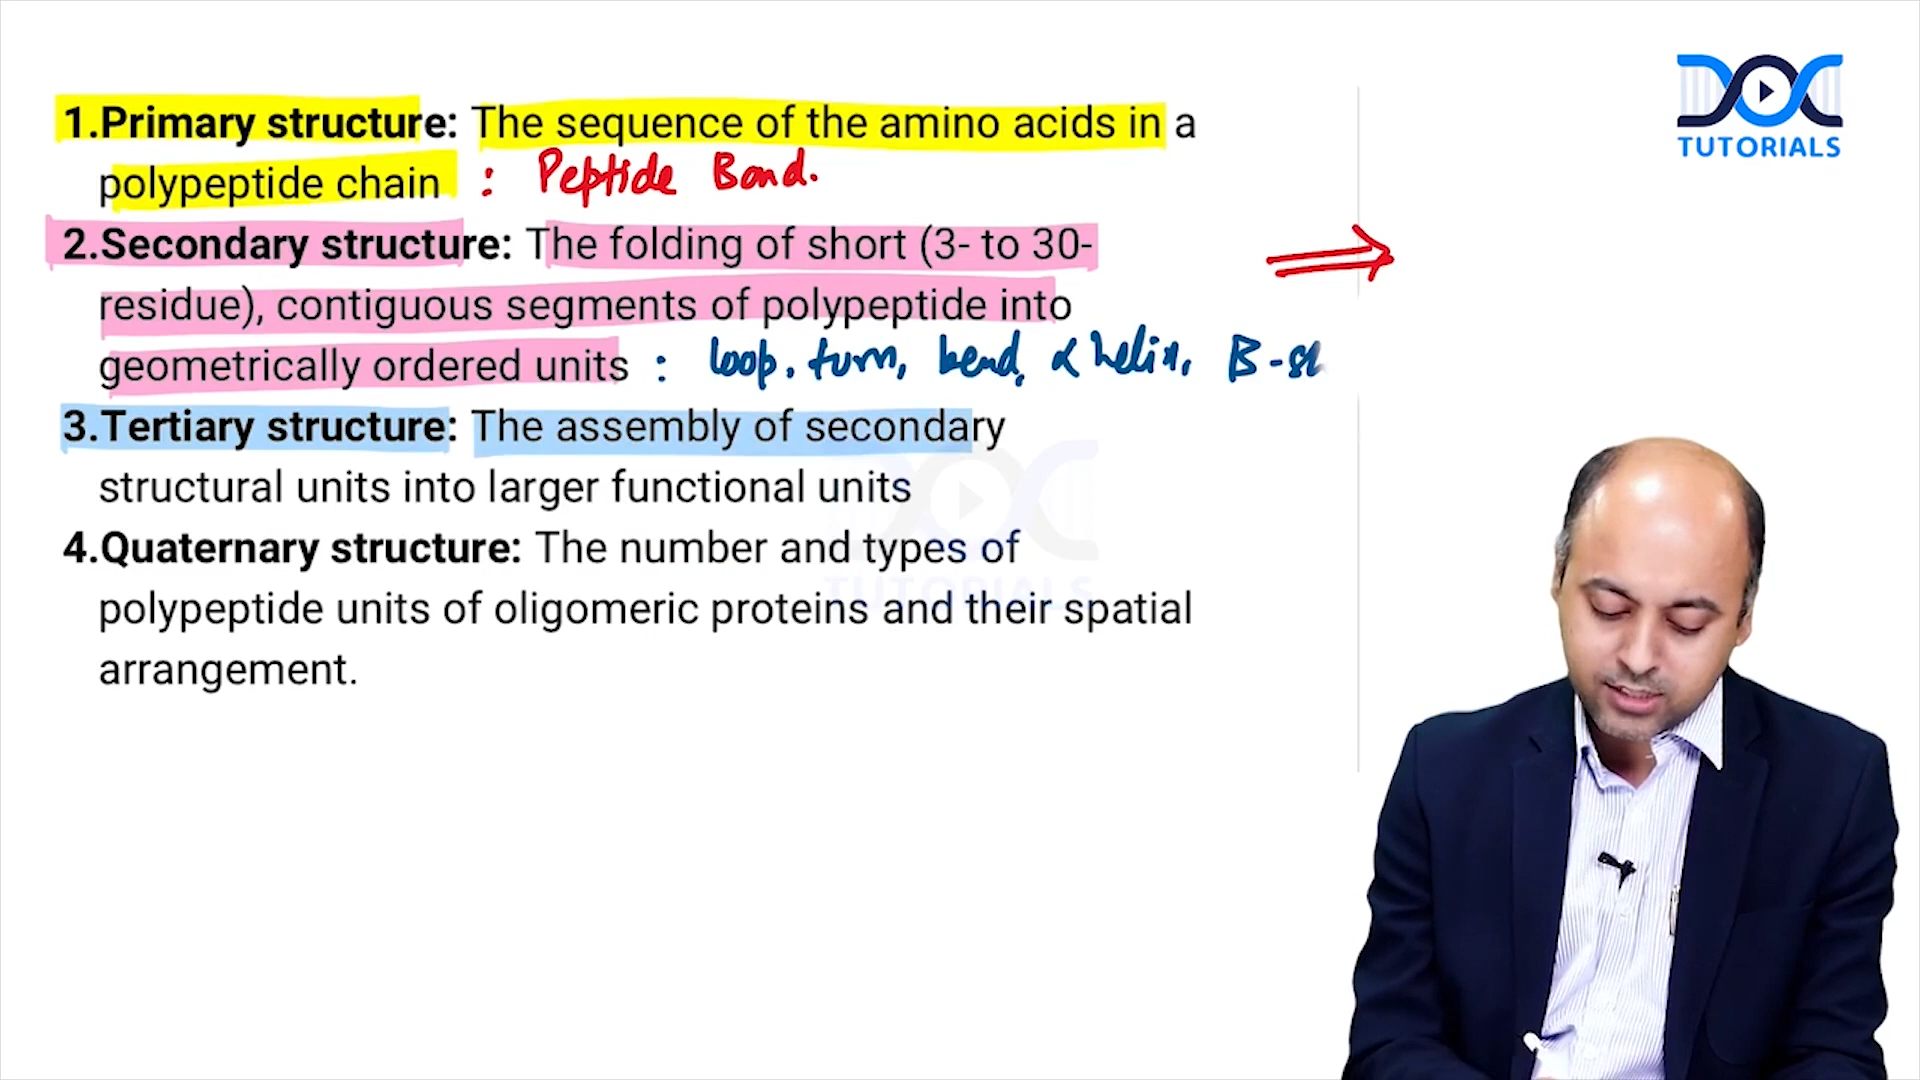 1.Primary structure: The sequence of the amino acids in a
polypeptide chain : Peptide Bond.
2.Secondary structure: The folding of short (3- to 30-
residue), contiguous segments of polypeptide into
geometrically ordered units : loop, turn, bend, α helix, B-sh
3.Tertiary structure: The assembly of secondary
structural units into larger functional units
4.Quaternary structure: The number and types of
polypeptide units of oligomeric proteins and their spatial
arrangement.
DOC
TUTORIALS
TUTORIALS